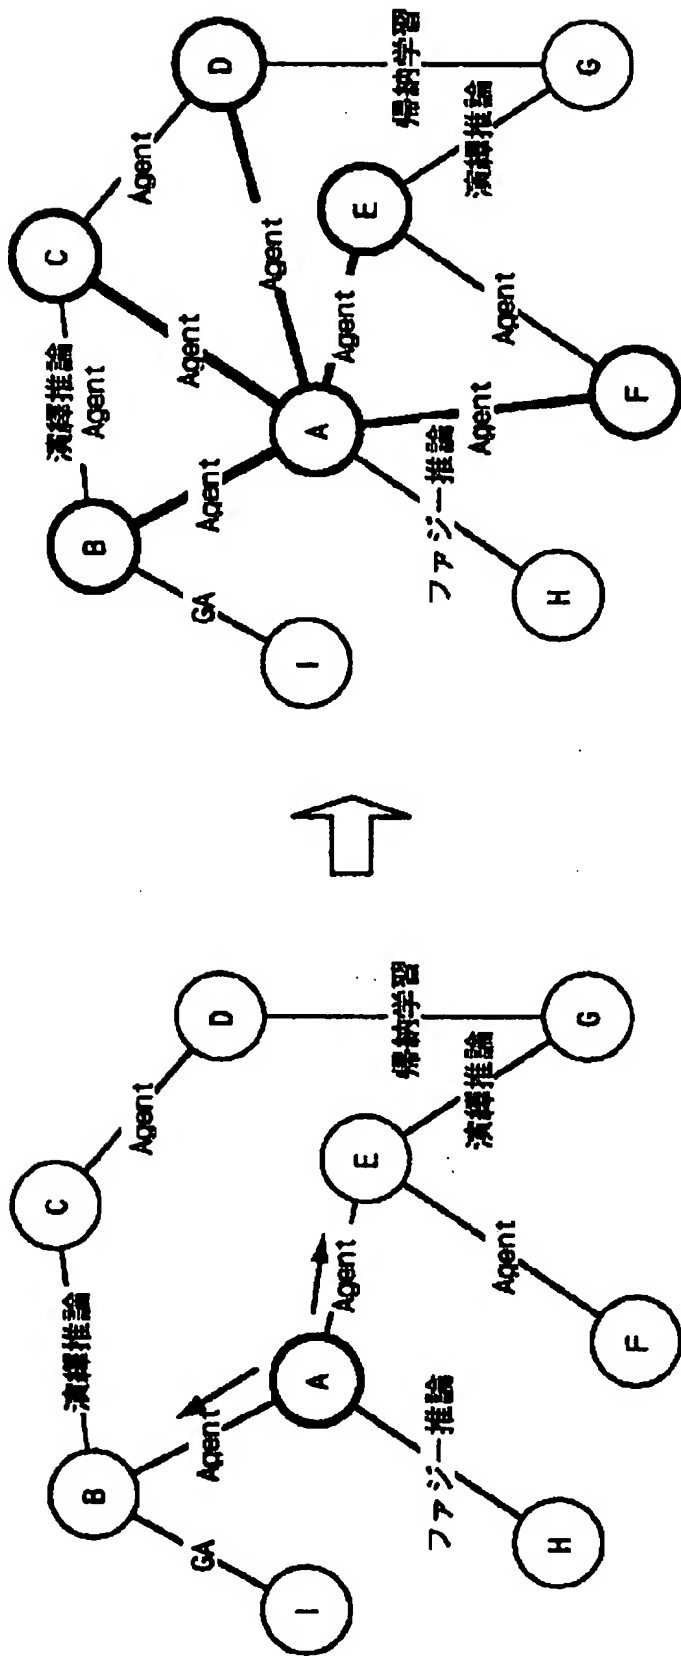 C
B
演繹推論
Agent
D
Agent
GA
I
A
Agent
E
帰納学習
演繹推論
G
Agent
ファジー推論
H
F
C
B
演繹推論
Agent
Agent
D
Agent
Agent
Agent
GA
I
A
Agent
E
帰納学習
演繹推論
G
Agent
Agent
ファジー推論
H
F